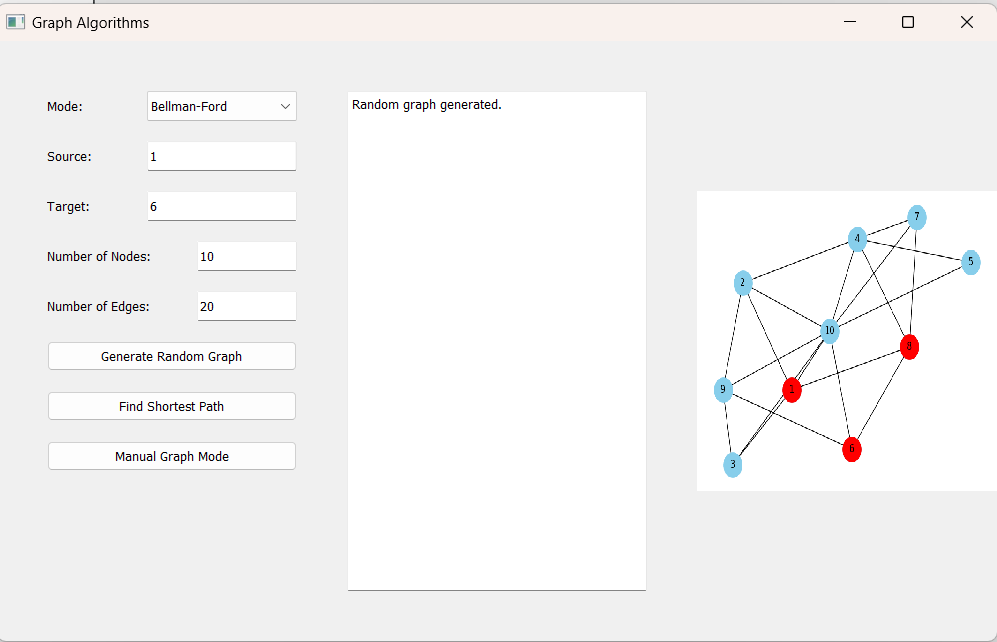 Graph Algorithms
Mode:
Bellman-Ford
Source:
1
Target:
6
Number of Nodes:
10
Number of Edges:
20
Generate Random Graph
Find Shortest Path
Manual Graph Mode
Random graph generated.
7
4
5
2
10
8
9
1
6
3